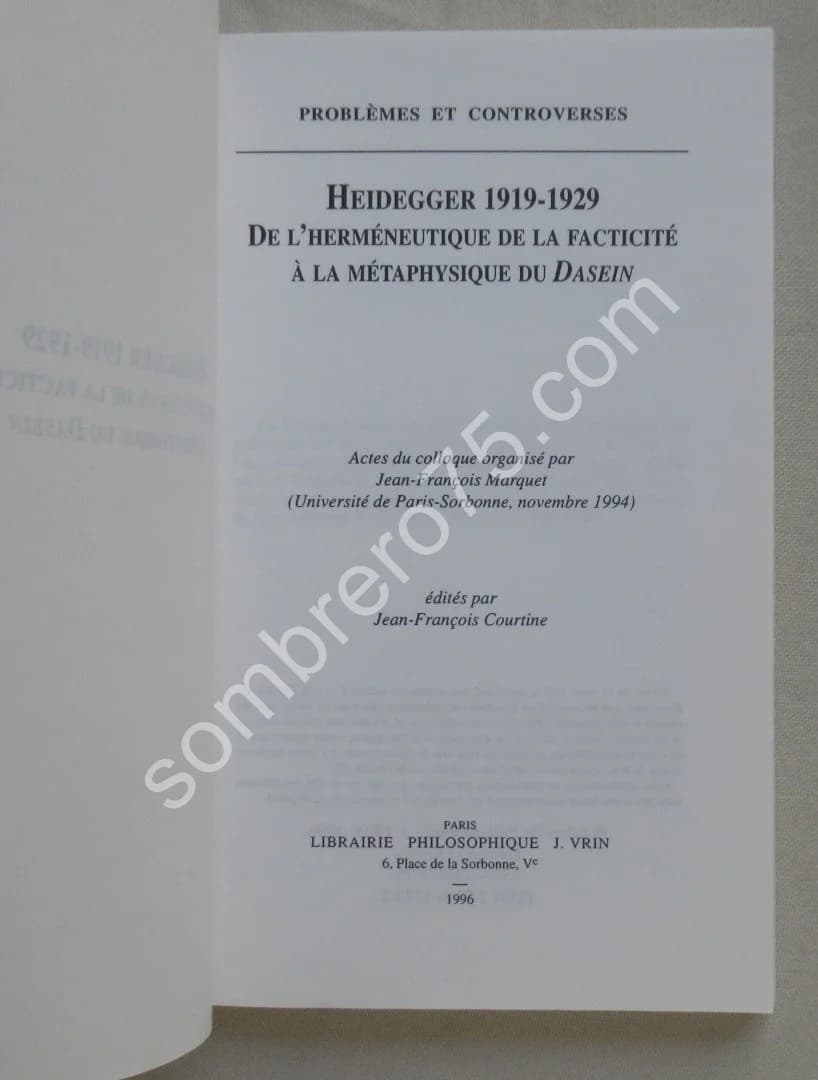 PROBLÈMES ET CONTROVERSES
HEIDEGGER 1919-1929
DE L'HERMÉNEUTIQUE DE LA FACTICITÉ
À LA MÉTAPHYSIQUE DU DASEIN
Actes du colloque organisé par
Jean-François Marquet
(Université de Paris-Sorbonne, novembre 1994)
édités par
Jean-François Courtine
PARIS
LIBRAIRIE PHILOSOPHIQUE J. VRIN
6, Place de la Sorbonne, Ve
1996
sombrero75.com